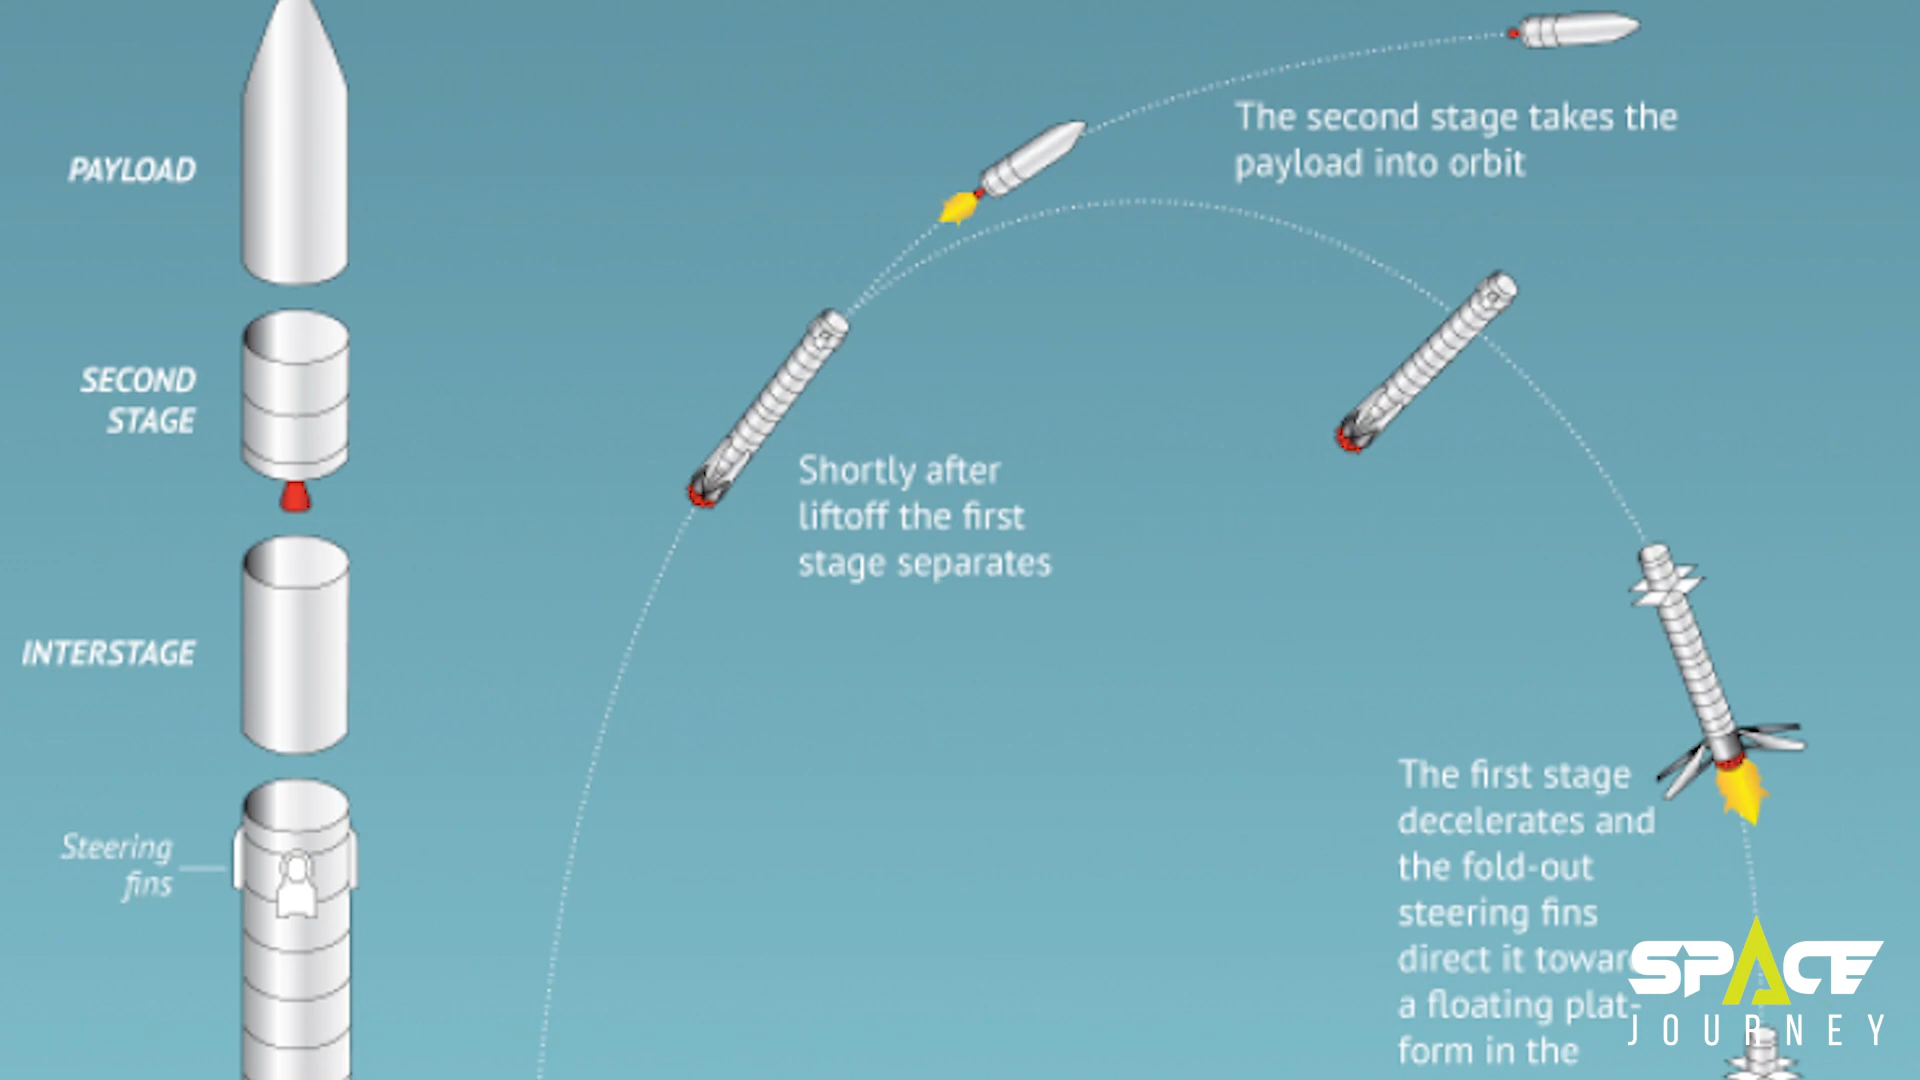 PAYLOAD
SECOND
STAGE
INTERSTAGE
Steering
fins
The second stage takes the
payload into orbit
Shortly after
liftoff the first
stage separates
The first stage
decelerates and
the fold-out
steering fins
direct it towar
a floating plat-
form in the
SPACE
JOURNEY